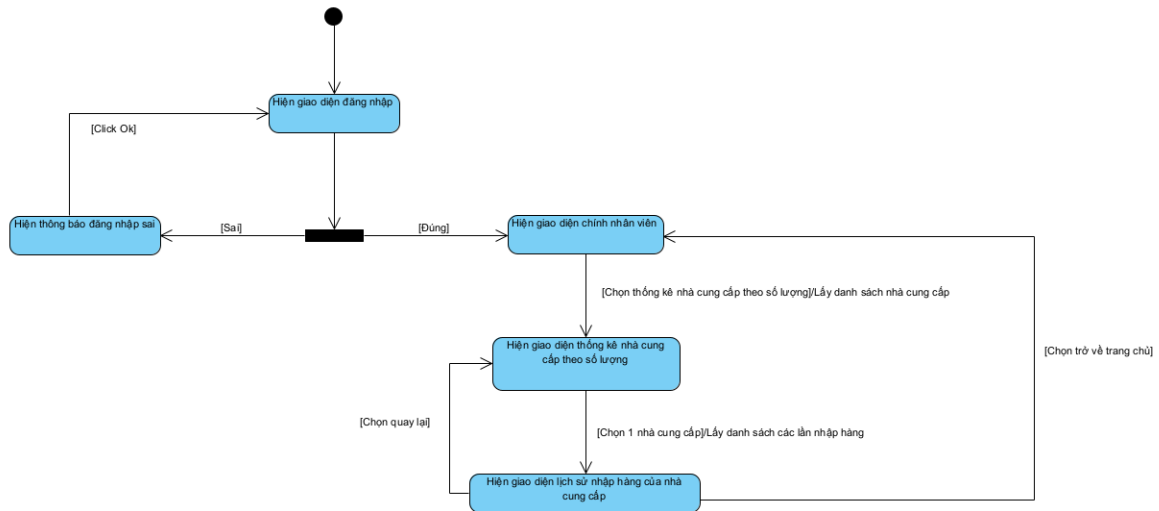 Hiện giao diện đăng nhập
[Click Ok]
Hiện thông báo đăng nhập sai
[Sai]
[Đúng]
Hiện giao diện chính nhân viên
[Chọn thống kê nhà cung cấp theo số lượng]/Lấy danh sách nhà cung cấp
Hiện giao diện thống kê nhà cung
cấp theo số lượng
[Chọn trở về trang chủ]
[Chọn quay lại]
[Chọn 1 nhà cung cấp]/Lấy danh sách các lần nhập hàng
Hiện giao diện lịch sử nhập hàng của nhà
cung cấp